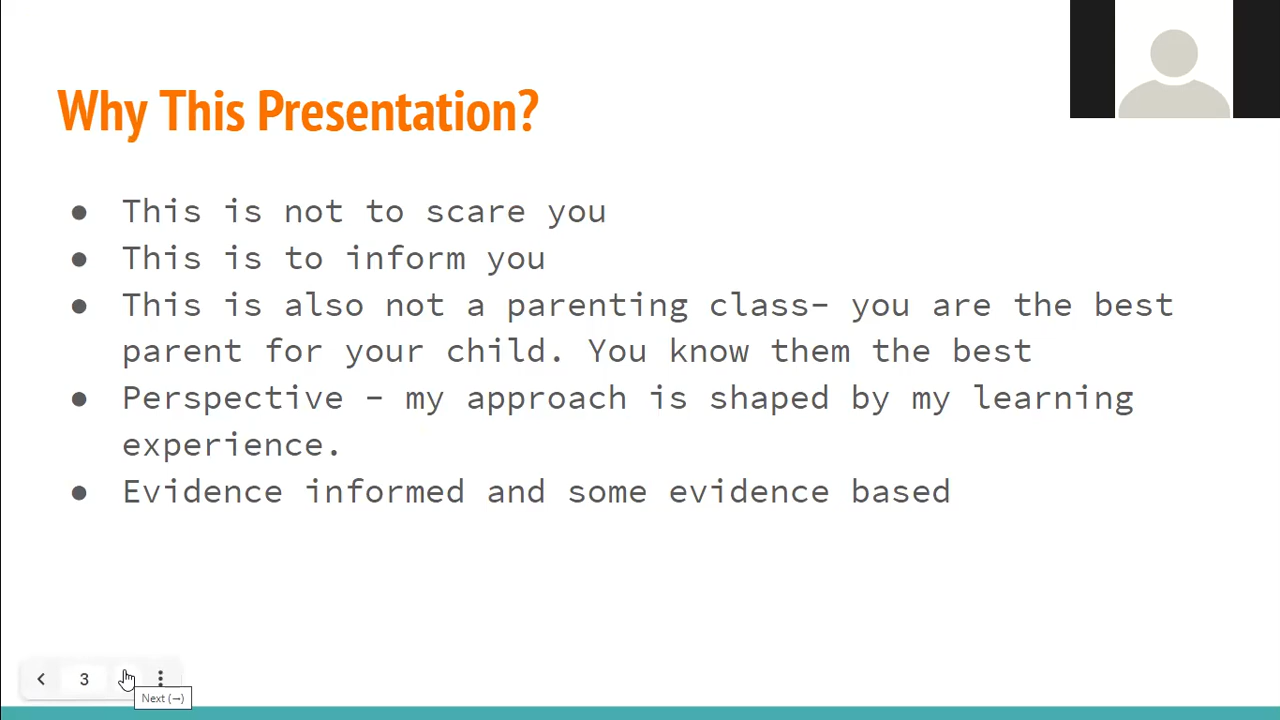 Why This Presentation?
● This is not to scare you
● This is to inform you
● This is also not a parenting class- you are the best
parent for your child. You know them the best
● Perspective - my approach is shaped by my learning
experience.
● Evidence informed and some evidence based
3
Next (→)